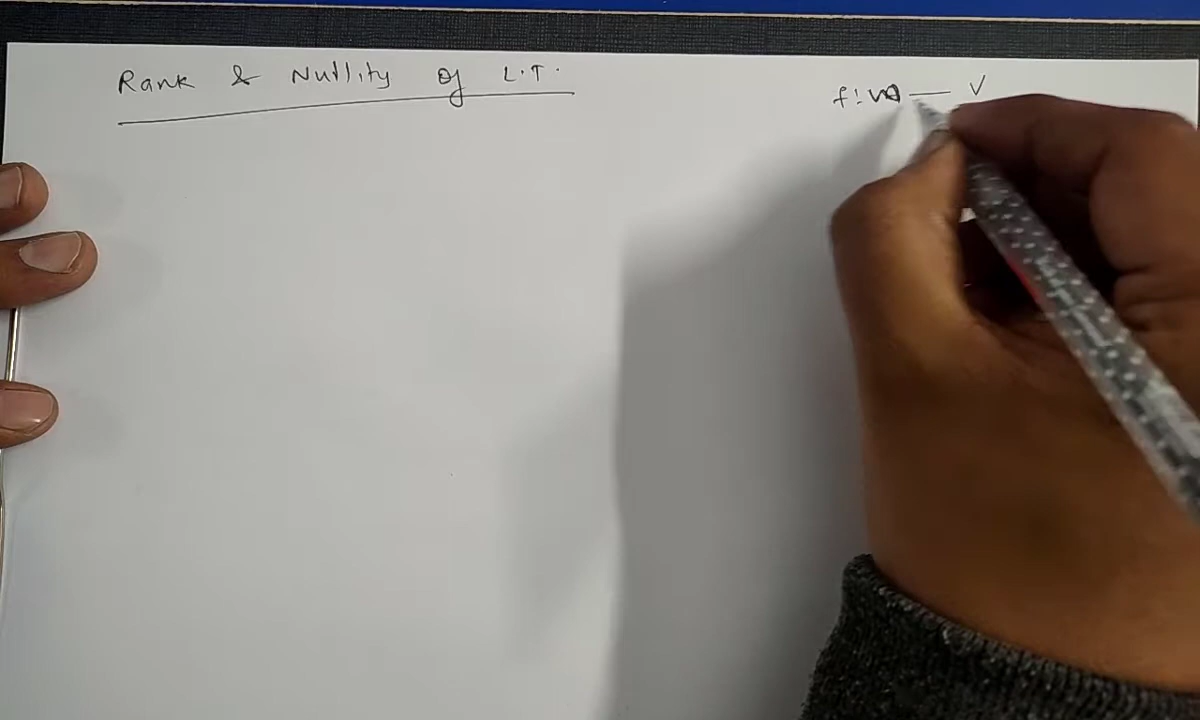 Rank & Nullity of L.T.
f: — V